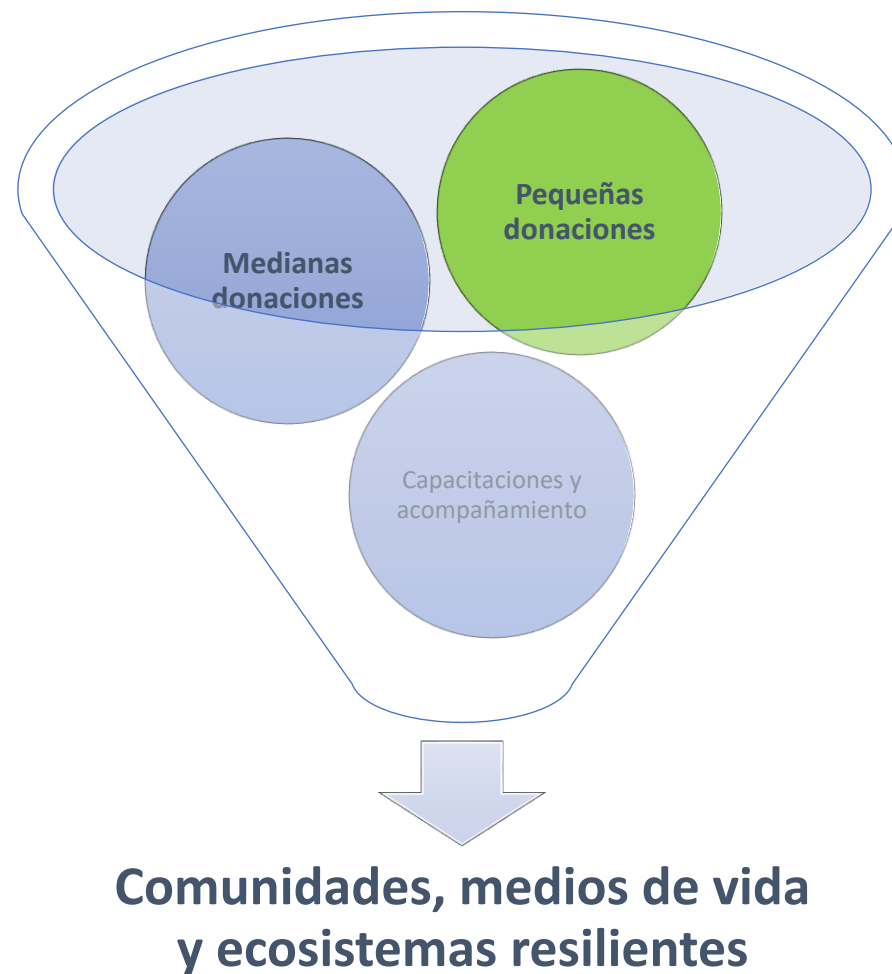 Pequeñas
donaciones
Medianas
donaciones
Capacitaciones y
acompañamiento
Comunidades, medios de vida
y ecosistemas resilientes